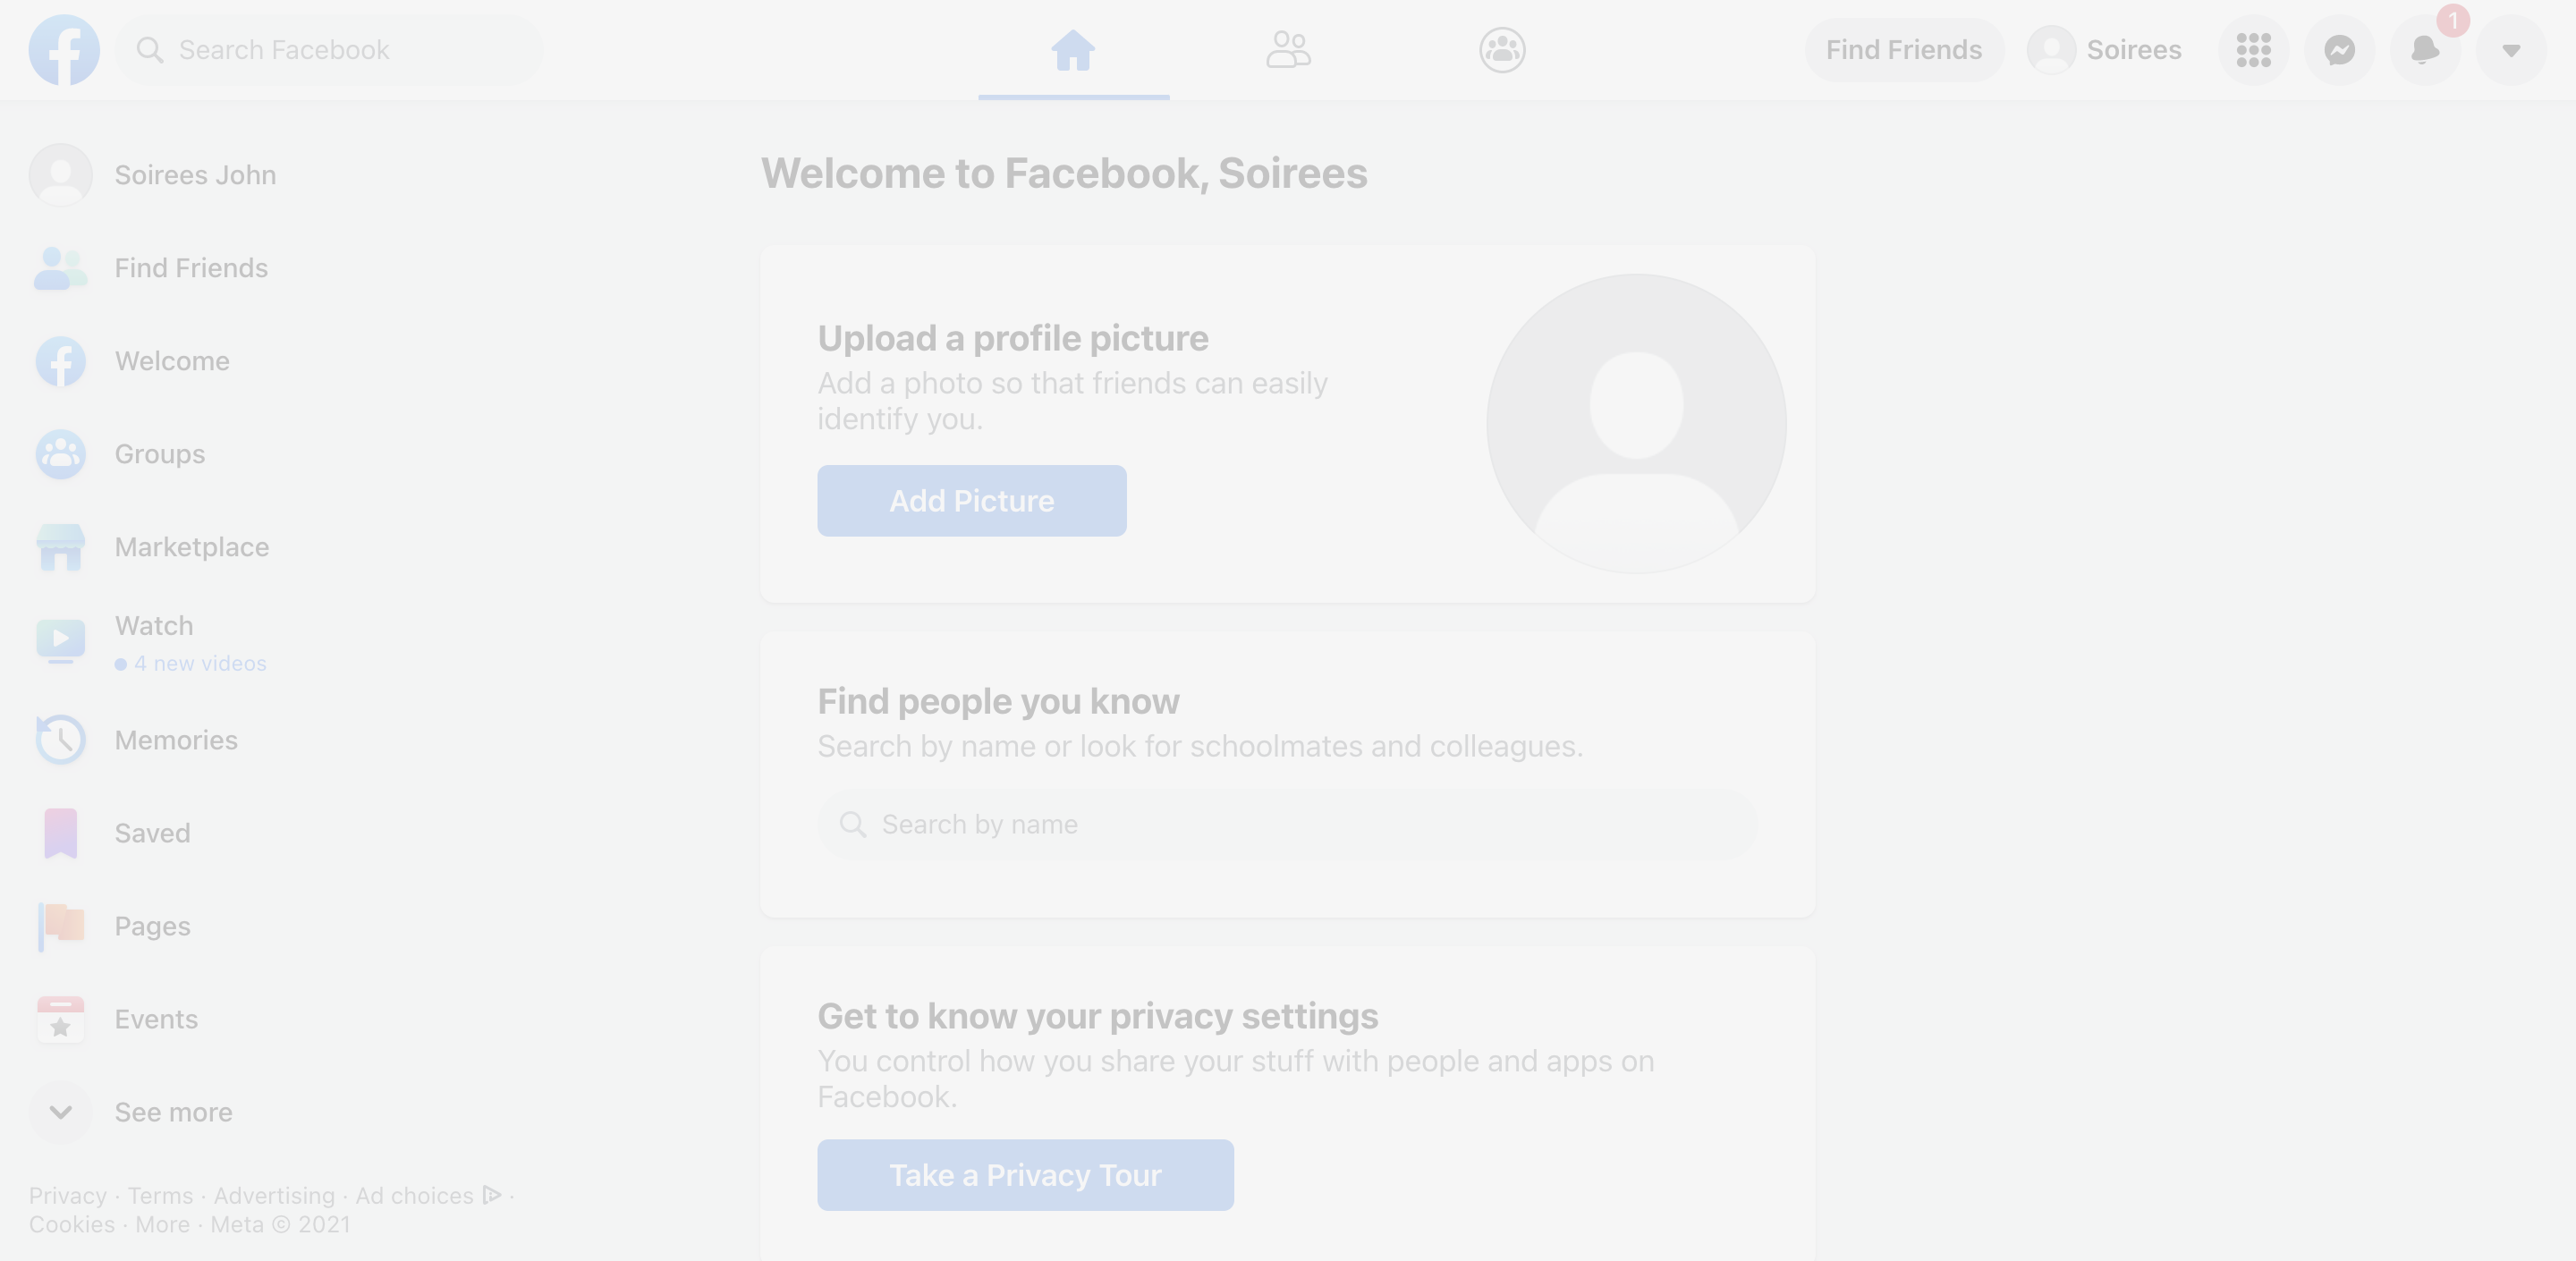 Search Facebook
Find Friends
Soirees
1
Soirees John
Find Friends
Welcome
Groups
Marketplace
Watch
4 new videos
Memories
Saved
Pages
Events
See more
Privacy · Terms · Advertising · Ad choices ·
Cookies · More · Meta © 2021
Welcome to Facebook, Soirees
Upload a profile picture
Add a photo so that friends can easily
identify you.
Add Picture
Find people you know
Search by name or look for schoolmates and colleagues.
Search by name
Get to know your privacy settings
You control how you share your stuff with people and apps on
Facebook.
Take a Privacy Tour